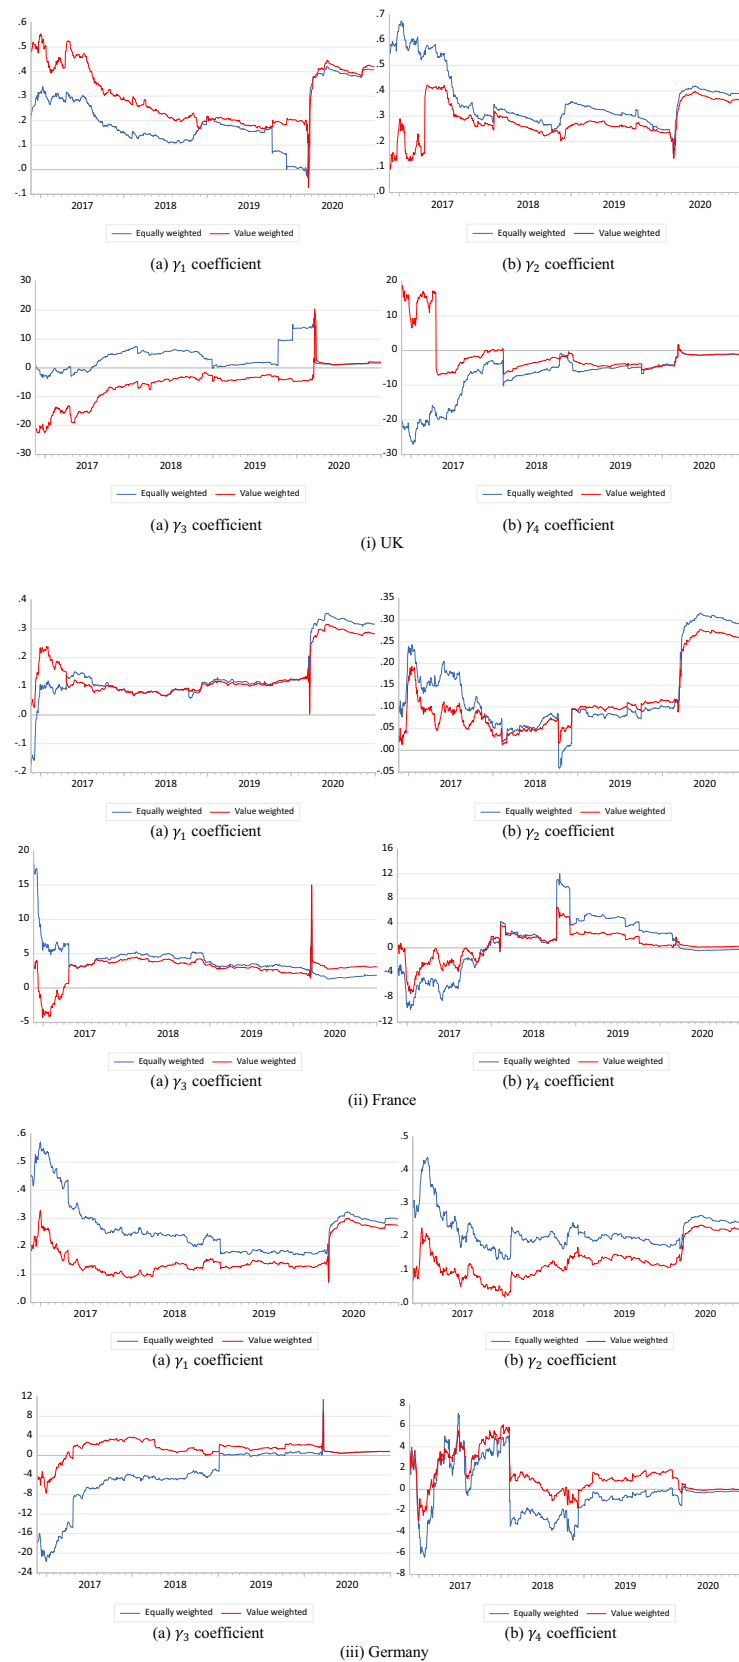 .6
.5
.4
.3
.2
.1
.0
-.1
2017 2018 2019 2020
Equally weighted Value weighted
(a) γ1 coefficient
.7
.6
.5
.4
.3
.2
.1
.0
2017 2018 2019 2020
Equally weighted Value weighted
(b) γ2 coefficient
30
20
10
0
-10
-20
-30
2017 2018 2019 2020
Equally weighted Value weighted
(a) γ3 coefficient
20
10
0
-10
-20
-30
2017 2018 2019 2020
Equally weighted Value weighted
(b) γ4 coefficient
(i) UK
.4
.3
.2
.1
.0
-.1
-.2
2017 2018 2019 2020
Equally weighted Value weighted
(a) γ1 coefficient
.35
.30
.25
.20
.15
.10
.05
.00
-.05
2017 2018 2019 2020
Equally weighted Value weighted
(b) γ2 coefficient
20
15
10
5
0
-5
2017 2018 2019 2020
Equally weighted Value weighted
(a) γ3 coefficient
16
12
8
4
0
-4
-8
-12
2017 2018 2019 2020
Equally weighted Value weighted
(b) γ4 coefficient
(ii) France
.6
.5
.4
.3
.2
.1
.0
2017 2018 2019 2020
Equally weighted Value weighted
(a) γ1 coefficient
.5
.4
.3
.2
.1
.0
2017 2018 2019 2020
Equally weighted Value weighted
(b) γ2 coefficient
12
8
4
0
-4
-8
-12
-16
-20
-24
2017 2018 2019 2020
Equally weighted Value weighted
(a) γ3 coefficient
8
6
4
2
0
-2
-4
-6
-8
2017 2018 2019 2020
Equally weighted Value weighted
(b) γ4 coefficient
(iii) Germany